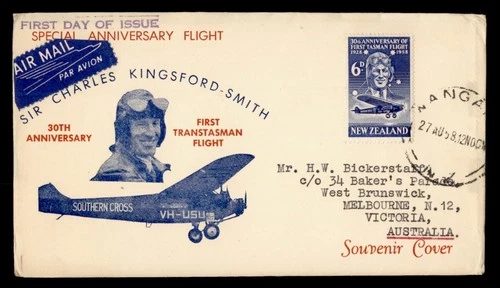 FIRST DAY OF ISSUE
SPECIAL ANNIVERSARY FLIGHT
AIR MAIL
PAR AVION
SIR CHARLES KINGSFORD-SMITH
30TH
ANNIVERSARY
FIRST
TRANSTASMAN
FLIGHT
SOUTHERN CROSS
VH-USU
30th ANNIVERSARY OF
FIRST TASMAN FLIGHT
1928 1958
6D
NEW ZEALAND
27 AU 58.12NOON
Mr. H.W. Bickerstaff,
c/o 34 Baker's Parade,
West Brunswick,
MELBOURNE, N.12,
VICTORIA,
AUSTRALIA.
Souvenir Cover